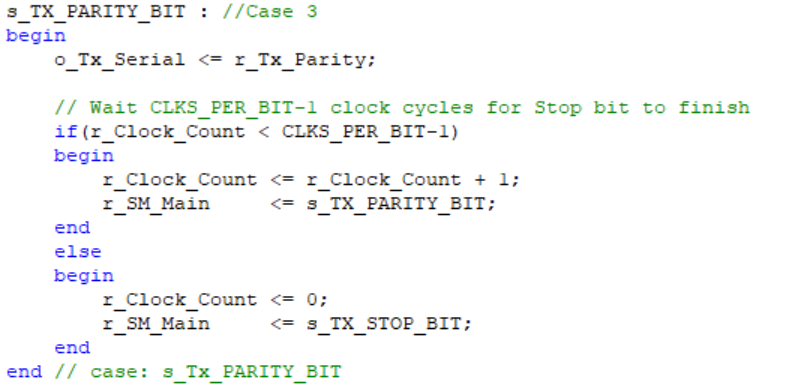 s_TX_PARITY_BIT : //Case 3
begin
    o_Tx_Serial <= r_Tx_Parity;

    // Wait CLKS_PER_BIT-1 clock cycles for Stop bit to finish
    if(r_Clock_Count < CLKS_PER_BIT-1)
    begin
        r_Clock_Count <= r_Clock_Count + 1;
        r_SM_Main     <= s_TX_PARITY_BIT;
    end
    else
    begin
        r_Clock_Count <= 0;
        r_SM_Main     <= s_TX_STOP_BIT;
    end
end // case: s_Tx_PARITY_BIT